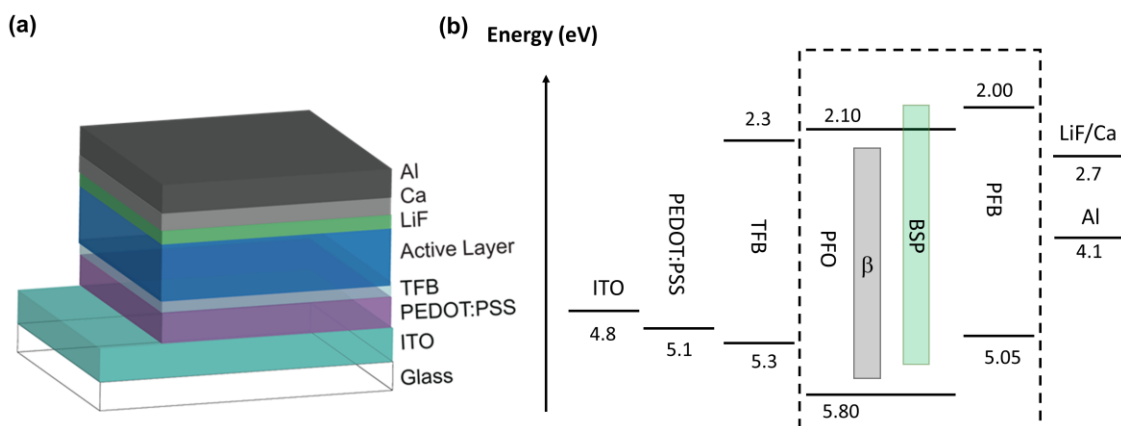 (a)
Al
Ca
LiF
Active Layer
TFB
PEDOT:PSS
ITO
Glass
(b)
Energy (eV)
ITO
4.8
PEDOT:PSS
5.1
2.3
TFB
5.3
2.10
PFO
β
BSP
5.80
2.00
PFB
5.05
LiF/Ca
2.7
Al
4.1